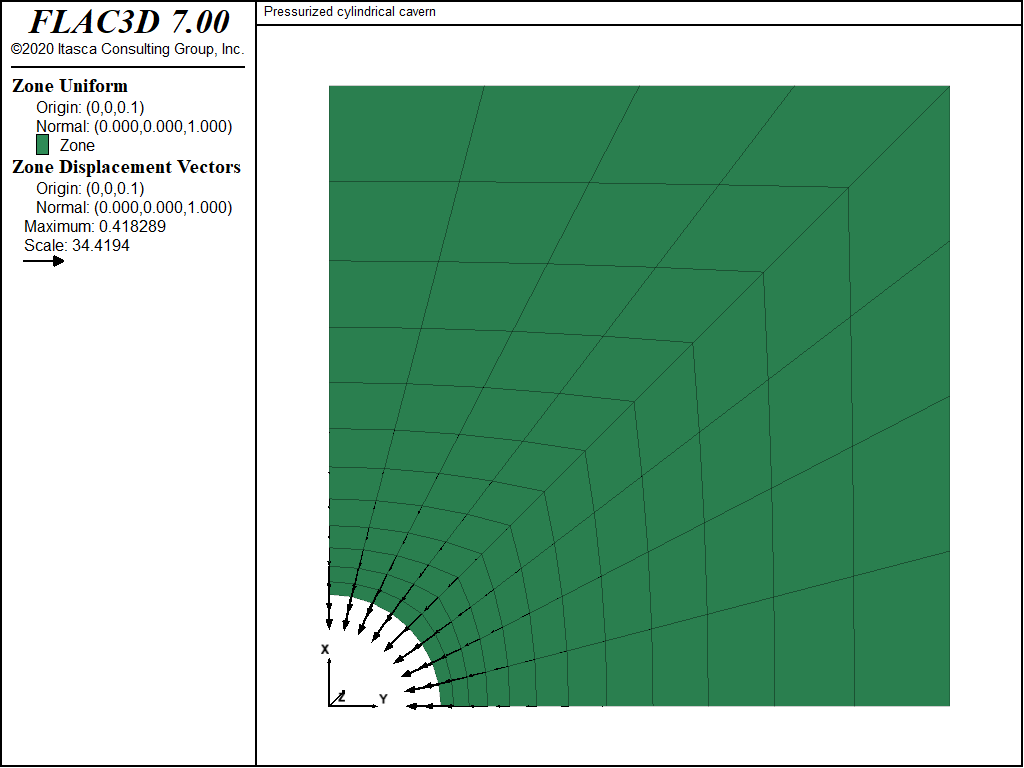 FLAC3D 7.00
©2020 Itasca Consulting Group, Inc.
Zone Uniform
Origin: (0,0,0.1)
Normal: (0.000,0.000,1.000)
Zone
Zone Displacement Vectors
Origin: (0,0,0.1)
Normal: (0.000,0.000,1.000)
Maximum: 0.418289
Scale: 34.4194
Pressurized cylindrical cavern
X
Z
Y